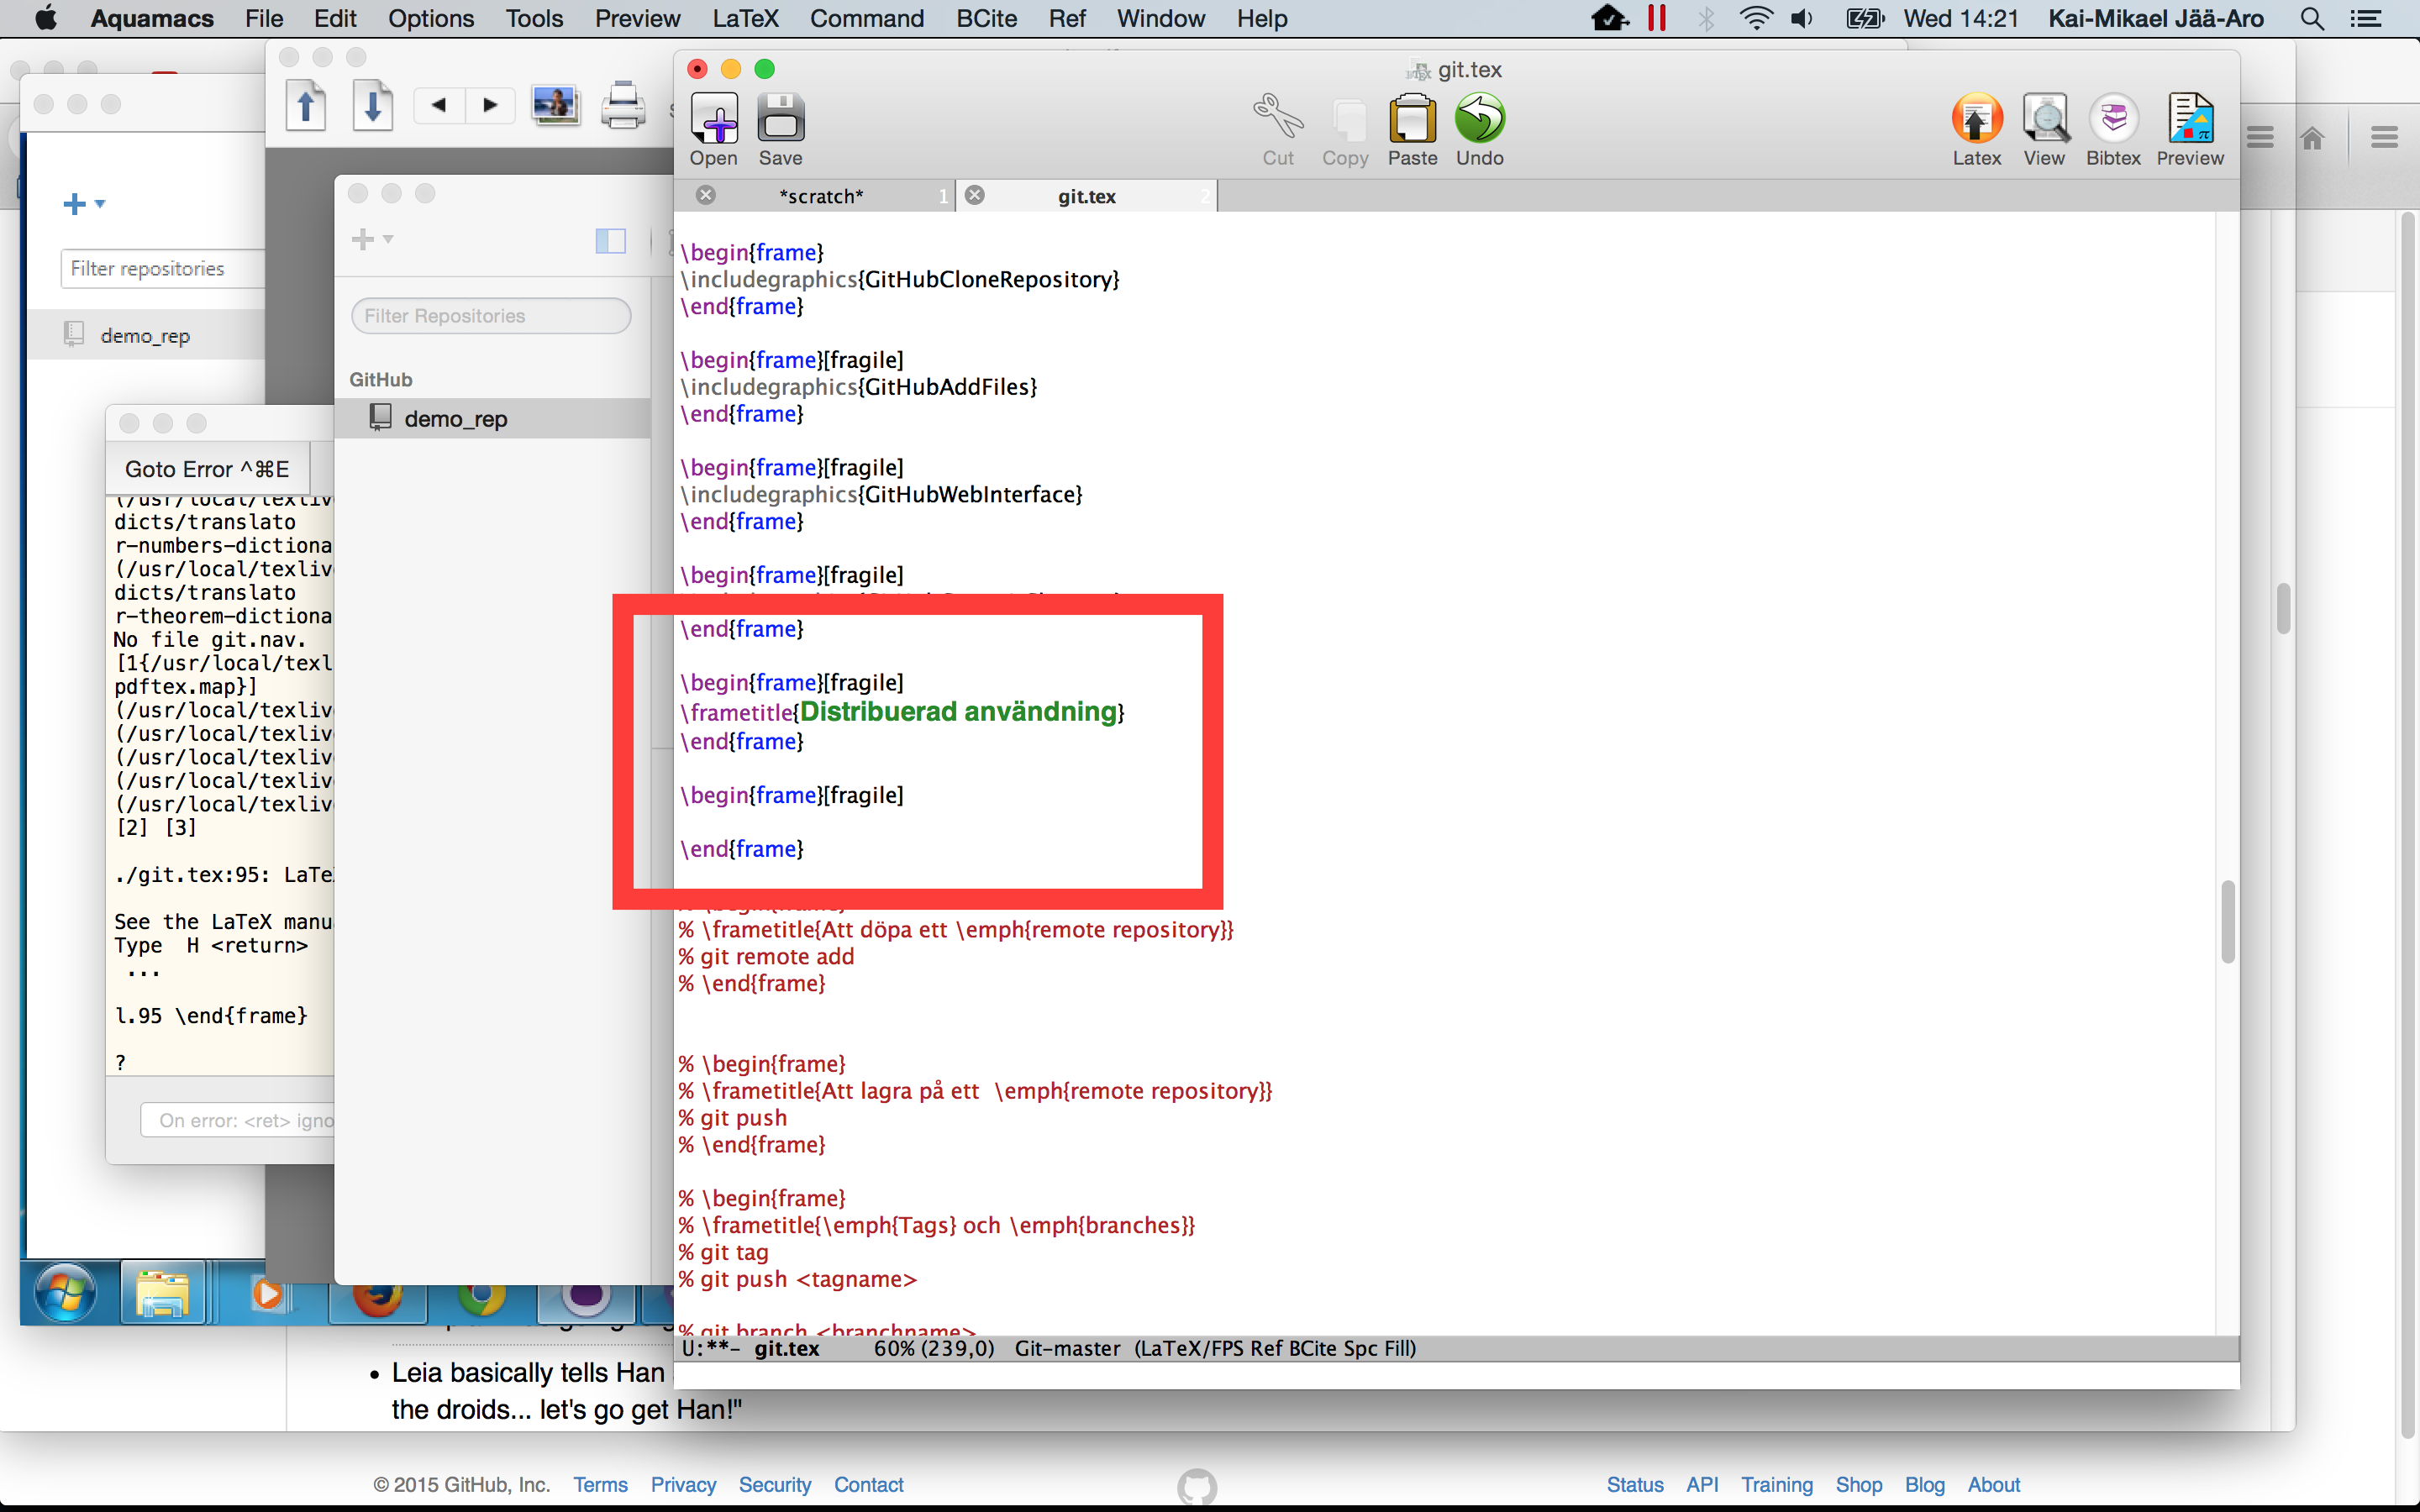 Aquamacs File Edit Options Tools Preview LaTeX Command BCite Ref Window Help Wed 14:21 Kai-Mikael Jää-Aro
git.tex
Open Save Cut Copy Paste Undo Latex View Bibtex Preview
*scratch* 1 git.tex 2
Filter repositories
demo_rep
Filter Repositories
GitHub
demo_rep
Goto Error ^⌘E
(/usr/local/texliv
dicts/translato
r-numbers-dictiona
(/usr/local/texliv
dicts/translato
r-theorem-dictiona
No file git.nav.
[1{/usr/local/texl
pdftex.map}]
(/usr/local/texliv
(/usr/local/texliv
(/usr/local/texliv
(/usr/local/texliv
(/usr/local/texliv
[2] [3]
./git.tex:95: LaTe
See the LaTeX manu
Type H <return>
...
l.95 \end{frame}
?
On error: <ret> igno
\begin{frame}
\includegraphics{GitHubCloneRepository}
\end{frame}
\begin{frame}[fragile]
\includegraphics{GitHubAddFiles}
\end{frame}
\begin{frame}[fragile]
\includegraphics{GitHubWebInterface}
\end{frame}
\begin{frame}[fragile]
\end{frame}
\begin{frame}[fragile]
\frametitle{Distribuerad användning}
\end{frame}
\begin{frame}[fragile]
\end{frame}
% \begin{frame}
% \frametitle{Att döpa ett \emph{remote repository}}
% git remote add
% \end{frame}
% \begin{frame}
% \frametitle{Att lagra på ett  \emph{remote repository}}
% git push
% \end{frame}
% \begin{frame}
% \frametitle{\emph{Tags} och \emph{branches}}
% git tag
% git push <tagname>
% git branch <branchname>
U:**- git.tex 60% (239,0) Git-master (LaTeX/FPS Ref BCite Spc Fill)
• Leia basically tells Han
the droids... let's go get Han!"
© 2015 GitHub, Inc. Terms Privacy Security Contact Status API Training Shop Blog About